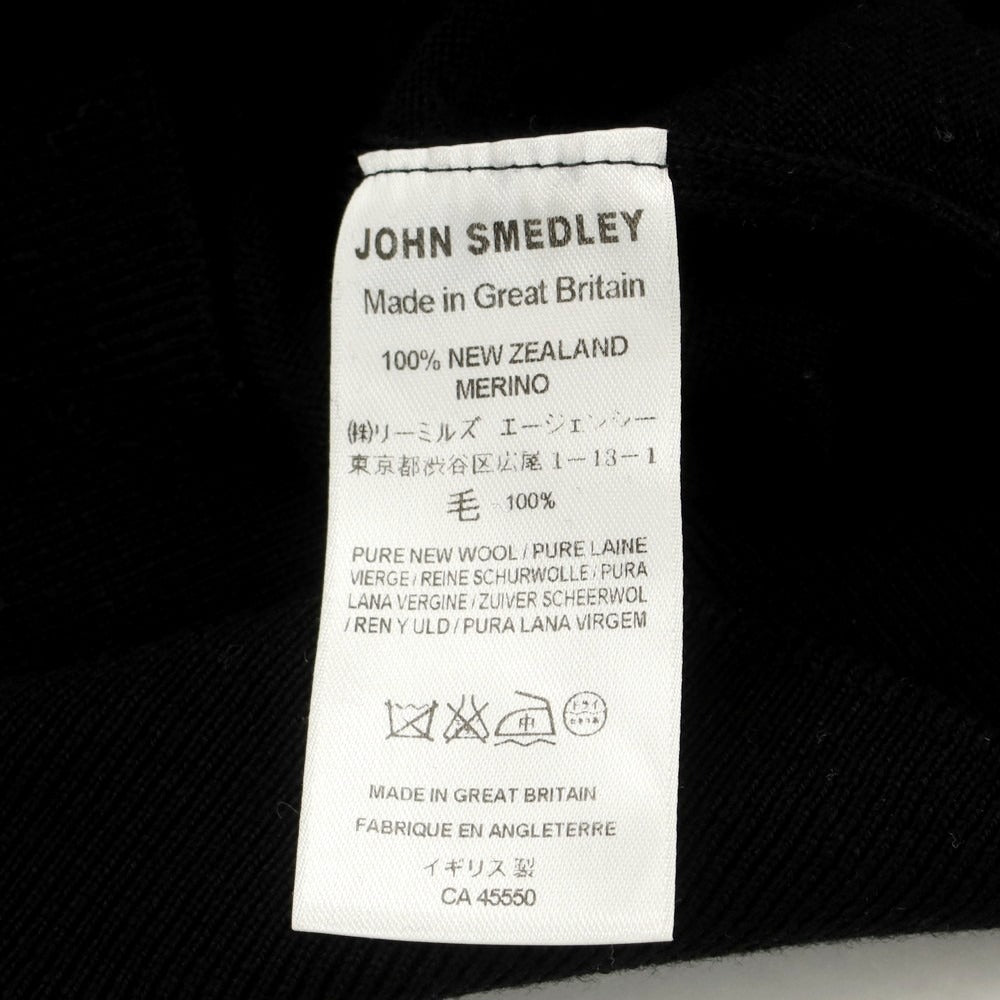 JOHN SMEDLEY
Made in Great Britain
100% NEW ZEALAND
MERINO
㈱リーミルズ エージェンシー
東京都渋谷区広尾1-13-1
毛 100%
PURE NEW WOOL / PURE LAINE
VIERGE / REINE SCHURWOLLE / PURA
LANA VERGINE / ZUIVER SCHEERWOL
/ REN Y ULD / PURA LANA VIRGEM
中
ドライ
MADE IN GREAT BRITAIN
FABRIQUE EN ANGLETERRE
イギリス製
CA 45550